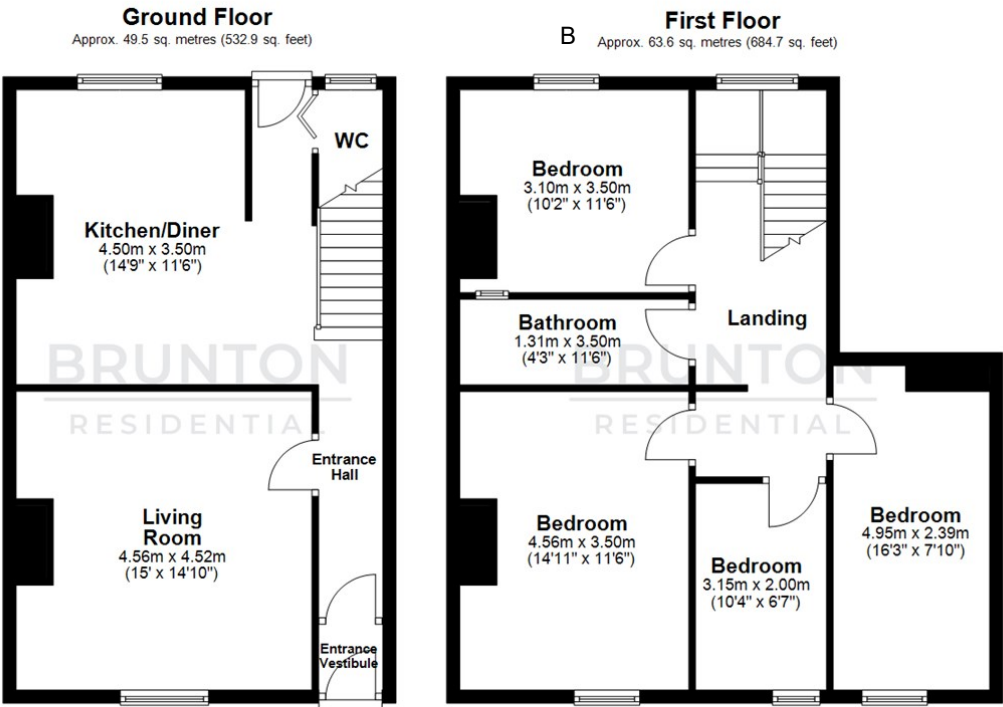 Ground Floor
Approx. 49.5 sq. metres (532.9 sq. feet)
WC
Kitchen/Diner
4.50m x 3.50m
(14'9" x 11'6")
BRUNTON
RESIDENTIAL
Entrance
Hall
Living
Room
4.56m x 4.52m
(15' x 14'10")
Entrance
Vestibule
B
First Floor
Approx. 63.6 sq. metres (684.7 sq. feet)
Bedroom
3.10m x 3.50m
(10'2" x 11'6")
Bathroom
1.31m x 3.50m
(4'3" x 11'6")
Landing
BRUNTON
RESIDENTIAL
Bedroom
4.56m x 3.50m
(14'11" x 11'6")
Bedroom
3.15m x 2.00m
(10'4" x 6'7")
Bedroom
4.95m x 2.39m
(16'3" x 7'10")